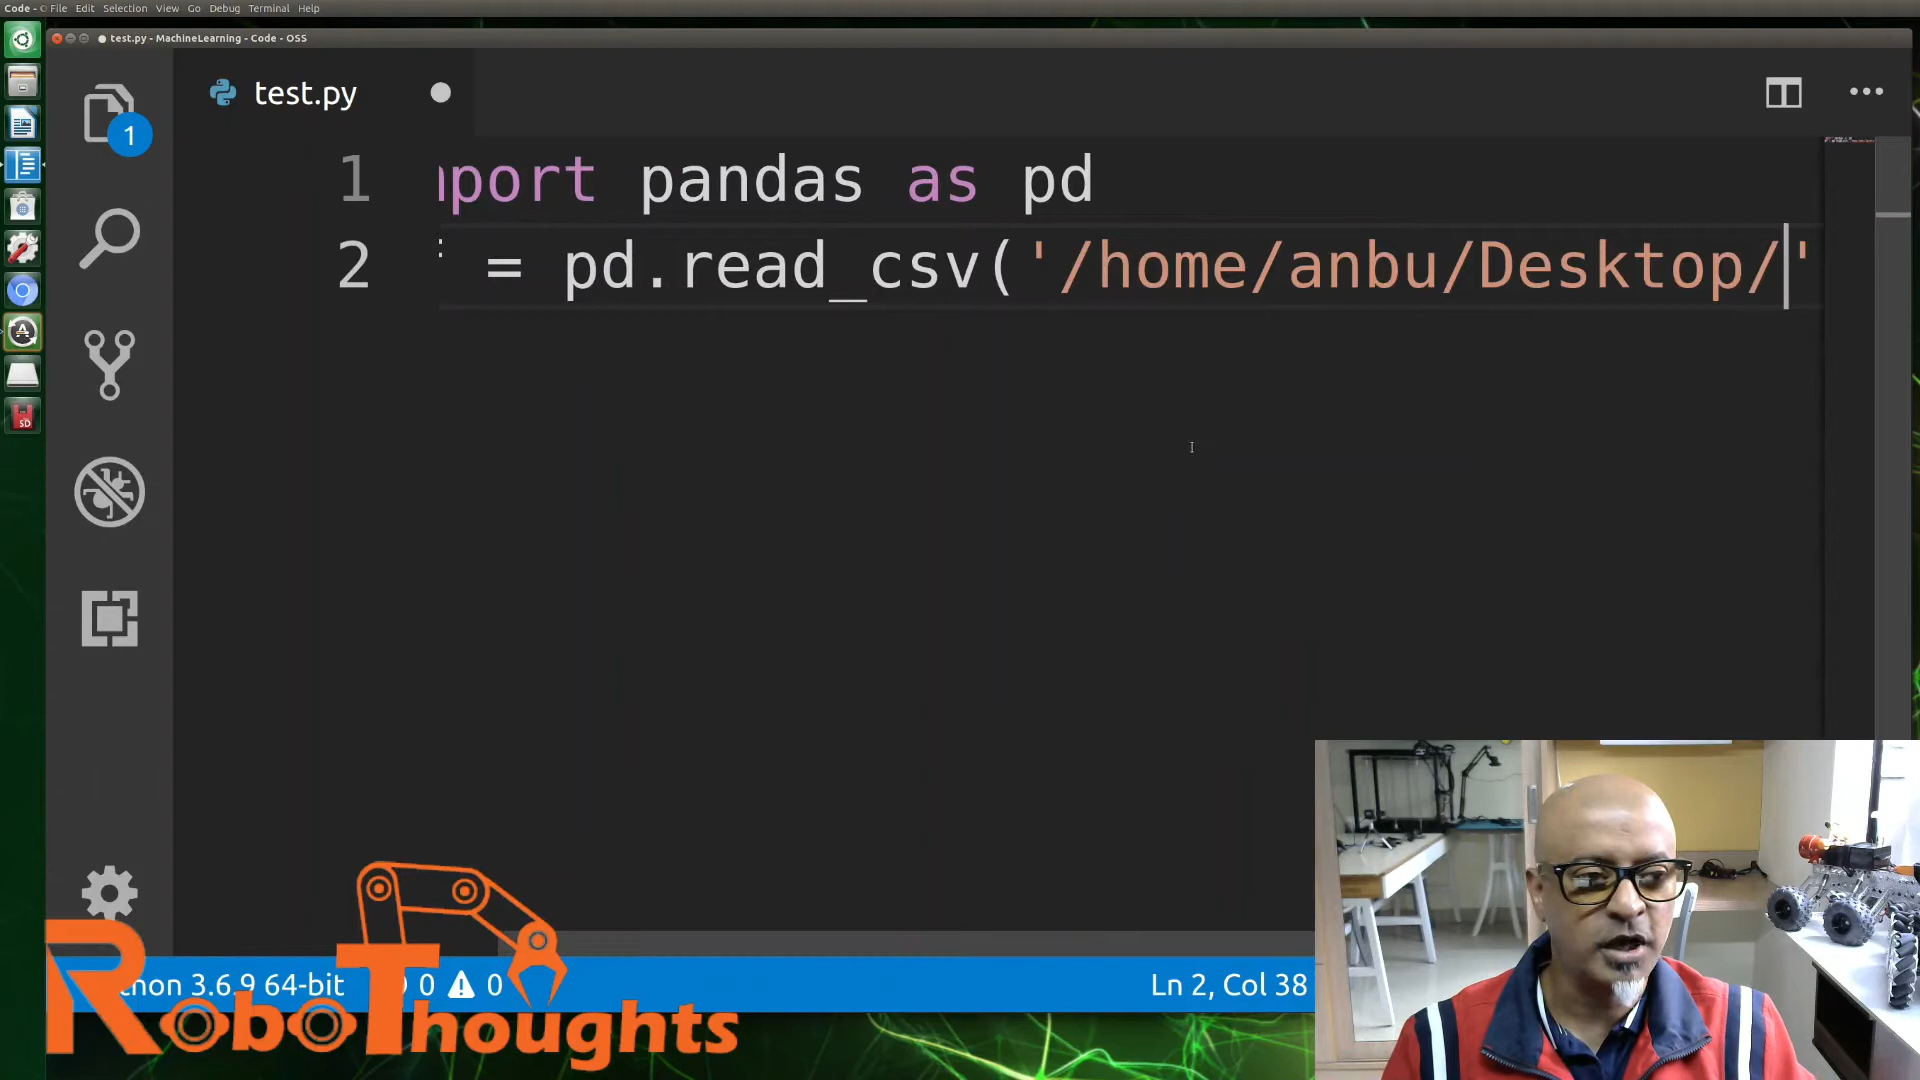 Code - File Edit Selection View Go Debug Terminal Help
test.py - MachineLearning - Code - OSS
test.py
1
1 port pandas as pd
2 = pd.read_csv('/home/anbu/Desktop/'
SD
hon 3.6.9 64-bit 0 0 Ln 2, Col 38
RoboThoughts